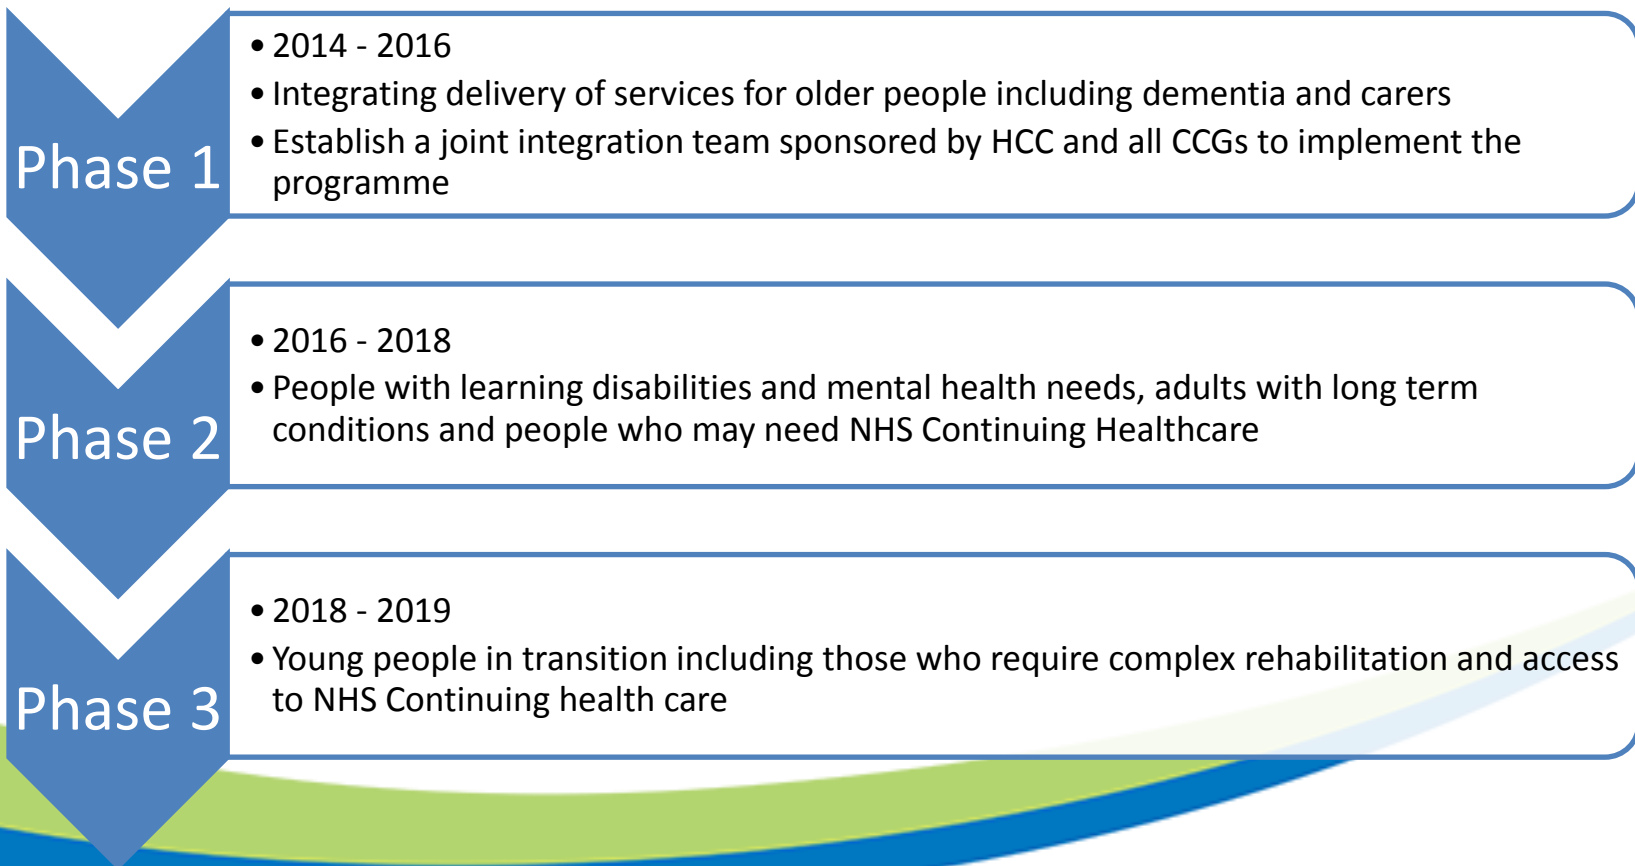 Phase 1
• 2014 - 2016
• Integrating delivery of services for older people including dementia and carers
• Establish a joint integration team sponsored by HCC and all CCGs to implement the
programme
Phase 2
• 2016 - 2018
• People with learning disabilities and mental health needs, adults with long term
conditions and people who may need NHS Continuing Healthcare
Phase 3
• 2018 - 2019
• Young people in transition including those who require complex rehabilitation and access
to NHS Continuing health care